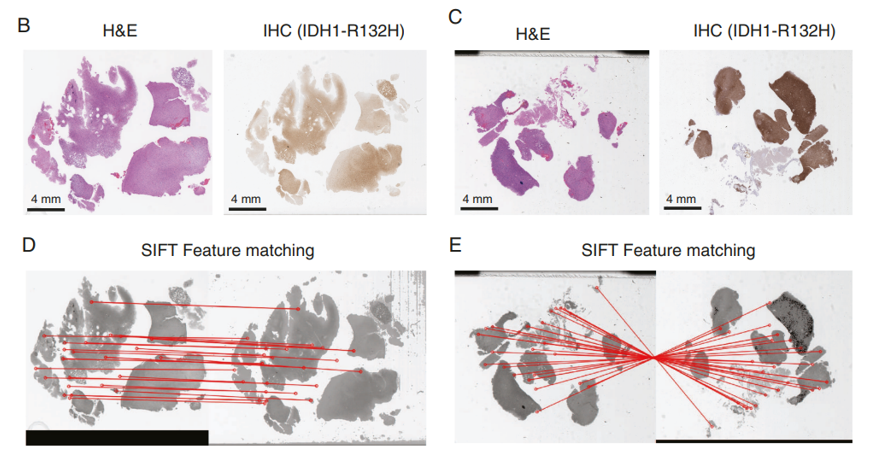 B
H&E
IHC (IDH1-R132H)
4 mm
4 mm
C
H&E
IHC (IDH1-R132H)
4 mm
4 mm
D
SIFT Feature matching
E
SIFT Feature matching